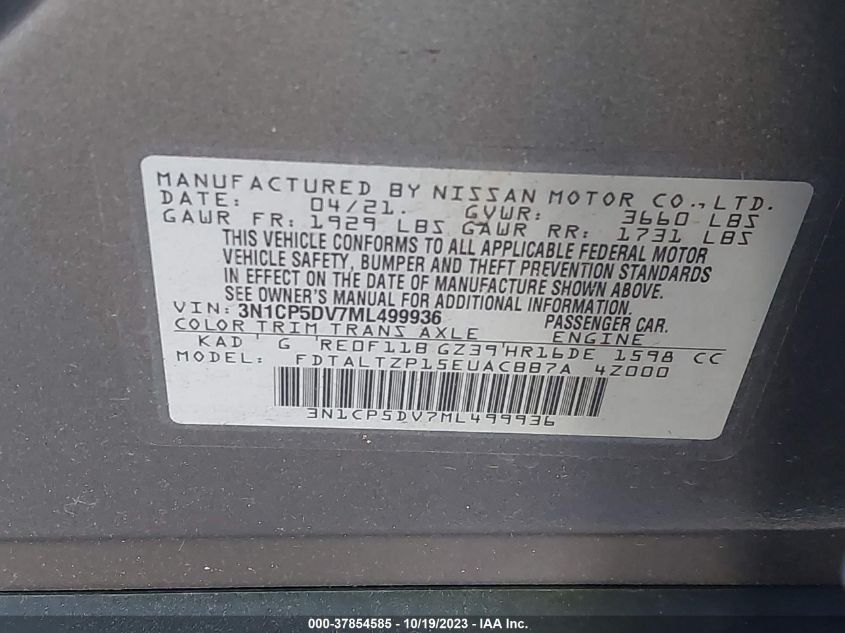 MANUFACTURED BY NISSAN MOTOR CO., LTD.
DATE: 04/21. GVWR: 3660 LBS
GAWR FR: 1929 LBS GAWR RR: 1731 LBS
THIS VEHICLE CONFORMS TO ALL APPLICABLE FEDERAL MOTOR
VEHICLE SAFETY, BUMPER AND THEFT PREVENTION STANDARDS
IN EFFECT ON THE DATE OF MANUFACTURE SHOWN ABOVE.
SEE OWNER'S MANUAL FOR ADDITIONAL INFORMATION.
VIN: 3N1CP5DV7ML499936 PASSENGER CAR.
COLOR TRIM TRANS AXLE ENGINE
KAD ' G 'RE0F11B GZ39'HR16DE 1598 CC
MODEL: FDTALTZP15EUACBB7A 4Z000
3N1CP5DV7ML499936
000-37854585 - 10/19/2023 - ©IAA, Inc.